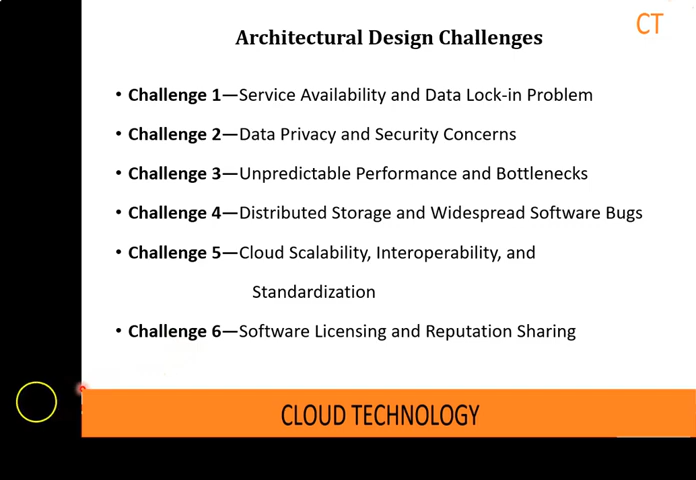 CT
Architectural Design Challenges
• Challenge 1—Service Availability and Data Lock-in Problem
• Challenge 2—Data Privacy and Security Concerns
• Challenge 3—Unpredictable Performance and Bottlenecks
• Challenge 4—Distributed Storage and Widespread Software Bugs
• Challenge 5—Cloud Scalability, Interoperability, and
Standardization
• Challenge 6—Software Licensing and Reputation Sharing
CLOUD TECHNOLOGY